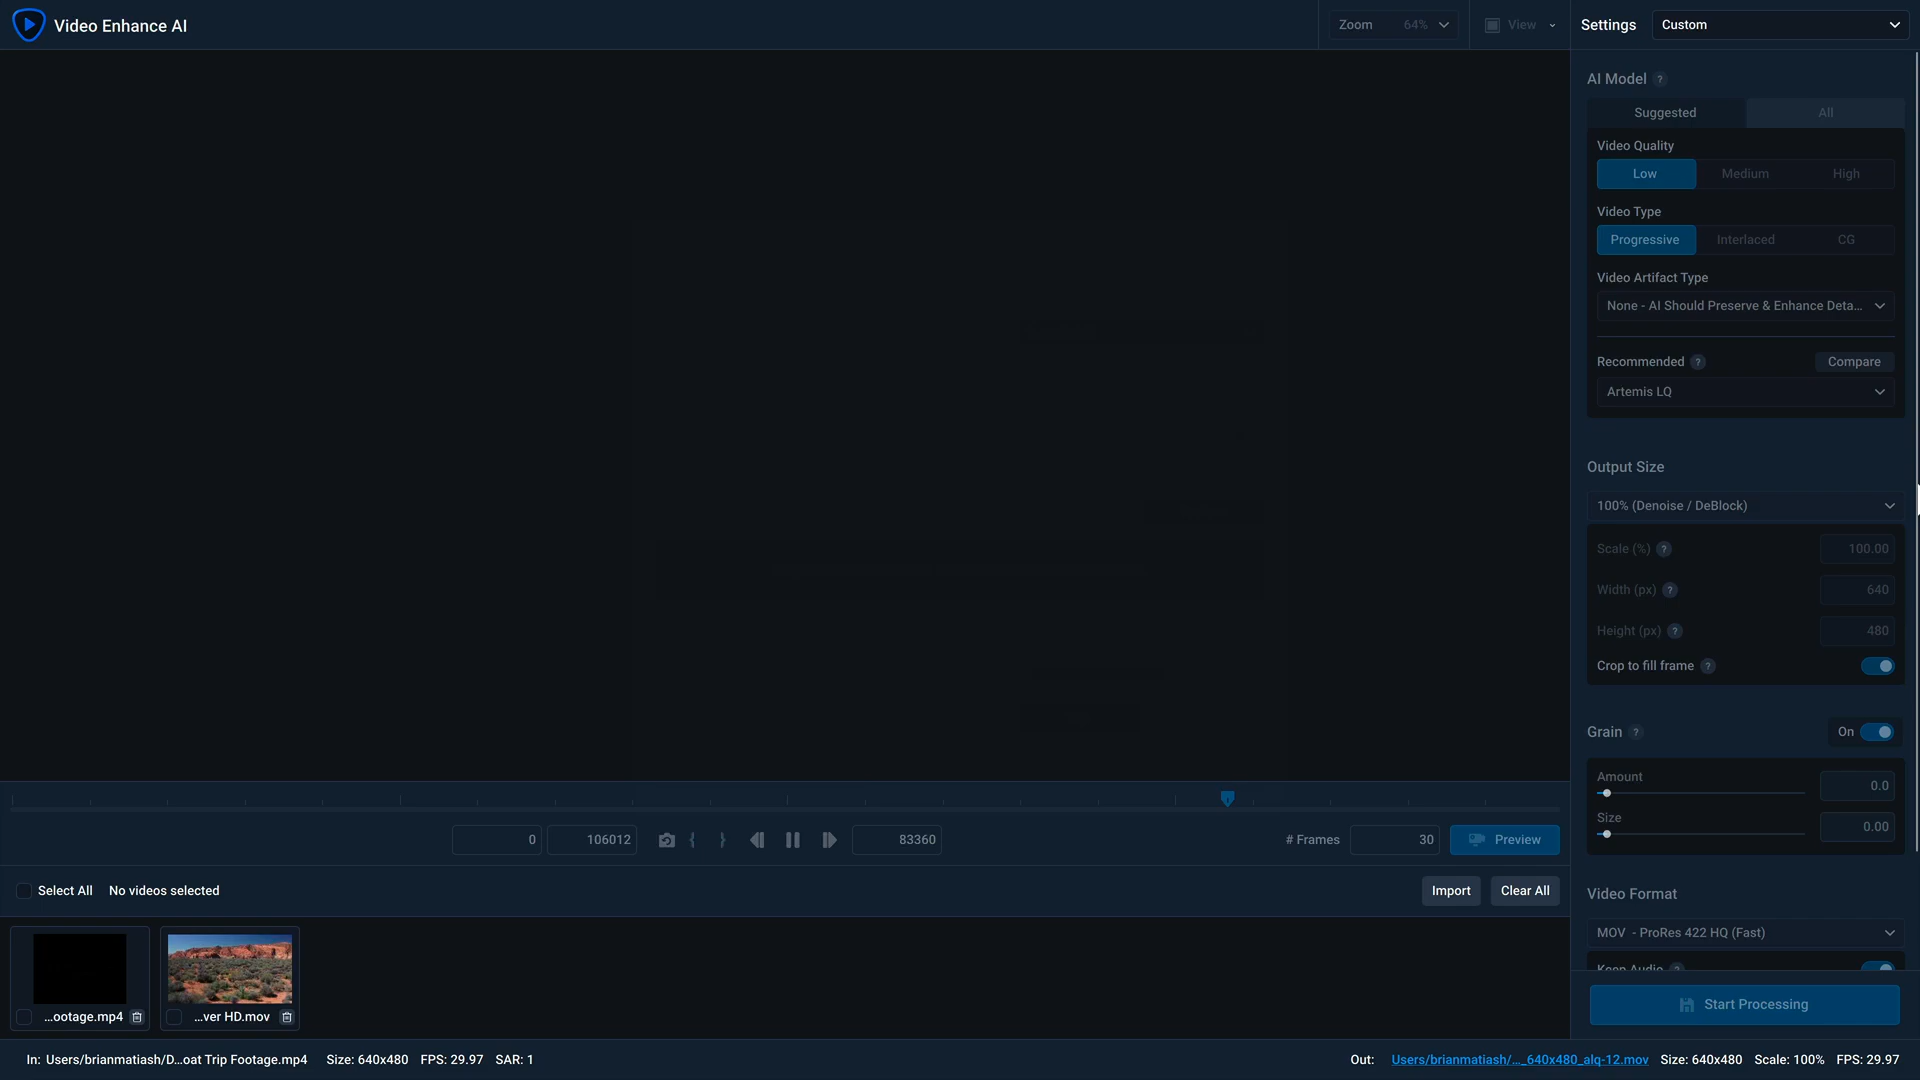 Video Enhance AI
Zoom 64%
View
Settings
Custom
AI Model ?
Suggested
All
Video Quality
Low
Medium
High
Video Type
Progressive
Interlaced
CG
Video Artifact Type
None - AI Should Preserve & Enhance Deta...
Recommended ?
Compare
Artemis LQ
Output Size
100% (Denoise / DeBlock)
Scale (%) ?
100.00
Width (px) ?
640
Height (px) ?
480
Crop to fill frame ?
Grain ?
On
Amount
0.0
Size
0.00
0
106012
83360
# Frames
30
Preview
Select All
No videos selected
Import
Clear All
Video Format
MOV - ProRes 422 HQ (Fast)
Keep Audio ?
...ootage.mp4
...ver HD.mov
Start Processing
In: Users/brianmatiash/D...oat Trip Footage.mp4 Size: 640x480 FPS: 29.97 SAR: 1
Out: Users/brianmatiash/..._640x480_alq-12.mov Size: 640x480 Scale: 100% FPS: 29.97